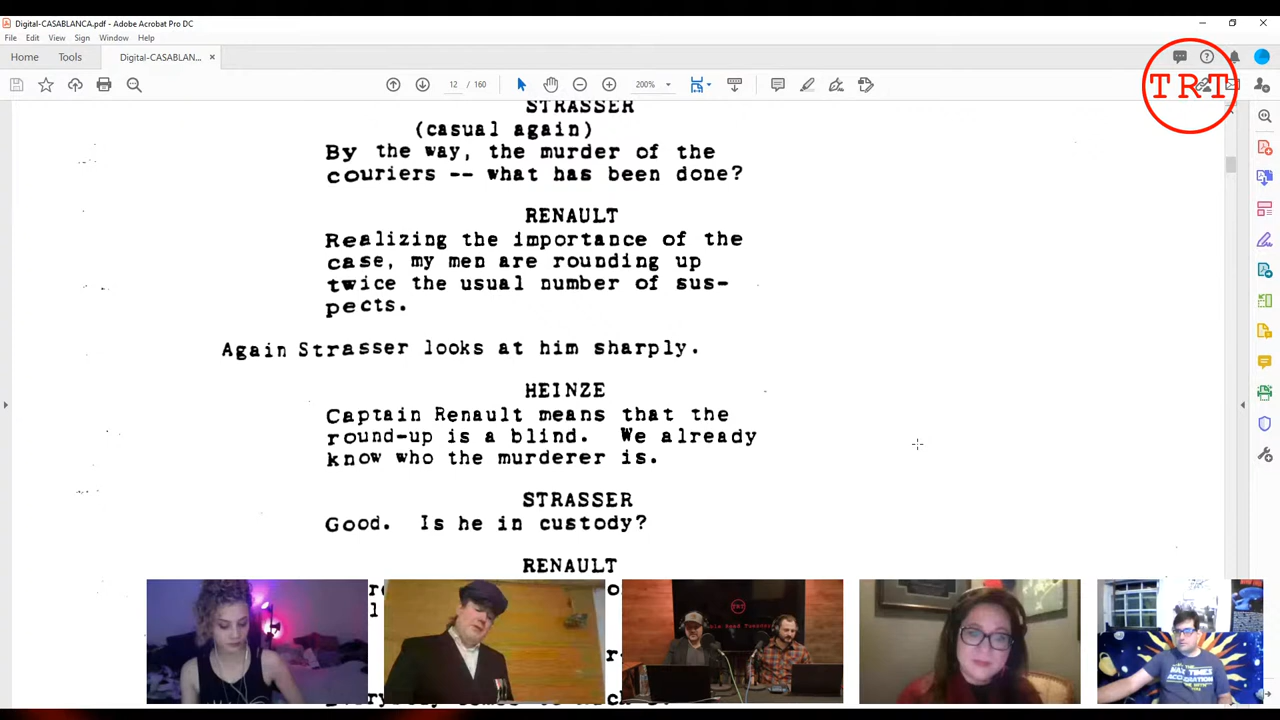 Digital-CASABLANCA.pdf - Adobe Acrobat Pro DC
File Edit View Sign Window Help
Home Tools Digital-CASABLAN... ×
12 / 160 200%
TRT
STRASSER
(casual again)
By the way, the murder of the
couriers -- what has been done?
RENAULT
Realizing the importance of the
case, my men are rounding up
twice the usual number of sus-
pects.
Again Strasser looks at him sharply.
HEINZE
Captain Renault means that the
round-up is a blind. We already
know who the murderer is.
STRASSER
Good. Is he in custody?
RENAULT
TRT